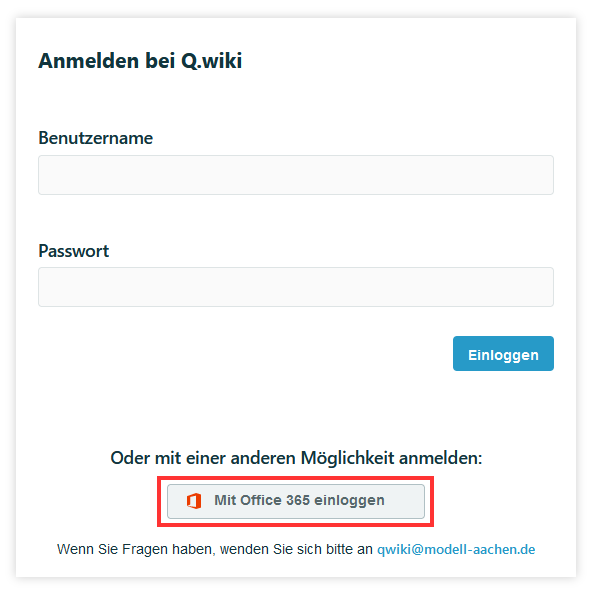 Anmelden bei Q.wiki
Benutzername
Passwort
Einloggen
Oder mit einer anderen Möglichkeit anmelden:
Mit Office 365 einloggen
Wenn Sie Fragen haben, wenden Sie sich bitte an qwiki@modell-aachen.de